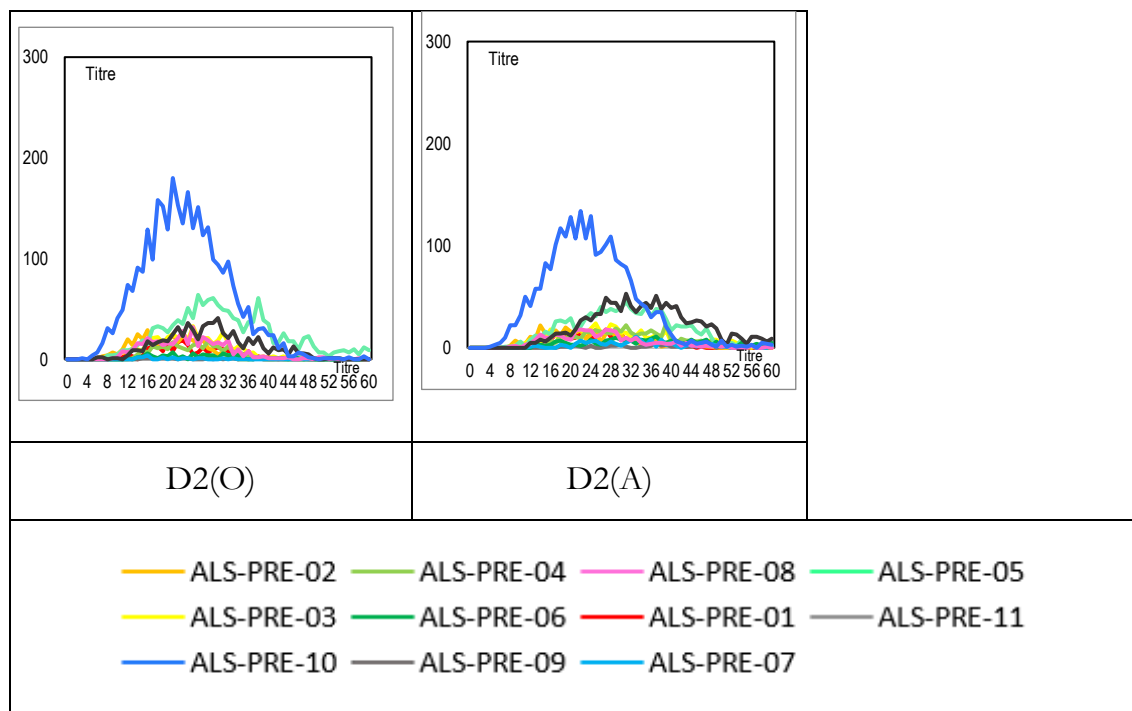 300
Titre
200
100
0
Titre
0 4 8 12 16 20 24 28 32 36 40 44 48 52 56 60
300
Titre
200
100
0
Titre
0 4 8 12 16 20 24 28 32 36 40 44 48 52 56 60
D2(O) D2(A)
ALS-PRE-02 ALS-PRE-04 ALS-PRE-08 ALS-PRE-05
ALS-PRE-03 ALS-PRE-06 ALS-PRE-01 ALS-PRE-11
ALS-PRE-10 ALS-PRE-09 ALS-PRE-07